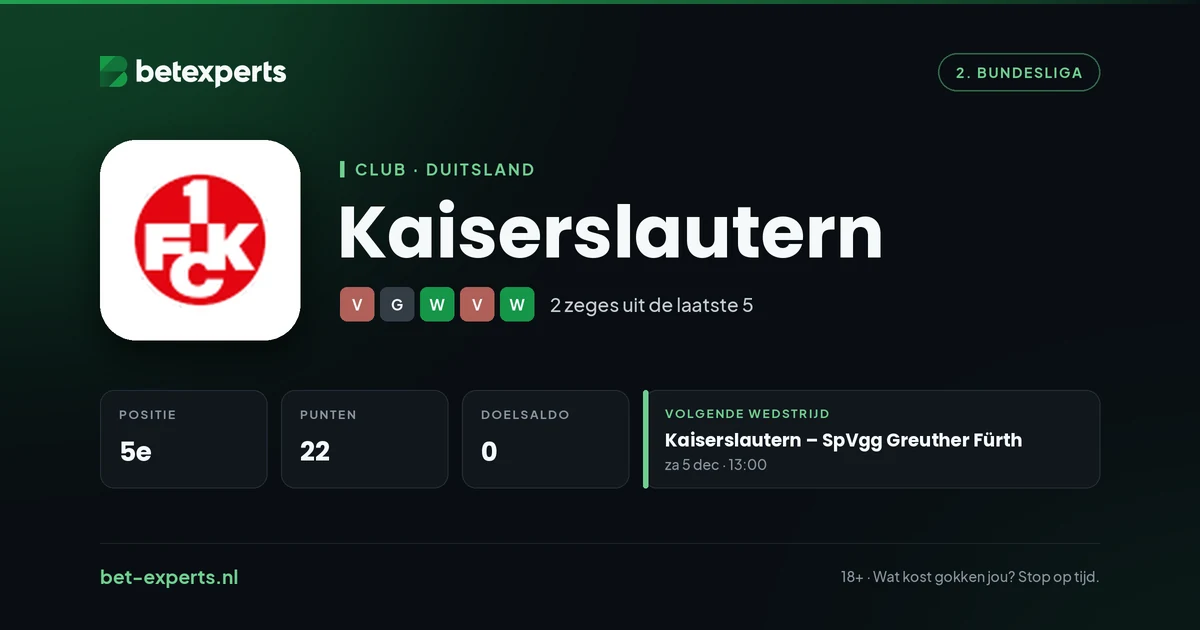 betexperts
2. BUNDESLIGA
1
FCK
CLUB · DUITSLAND
Kaiserslautern
V G W V W 2 zeges uit de laatste 5
POSITIE
5e
PUNTEN
22
DOELSALDO
0
VOLGENDE WEDSTRIJD
Kaiserslautern – SpVgg Greuther Fürth
za 5 dec · 13:00
bet-experts.nl
18+ · Wat kost gokken jou? Stop op tijd.